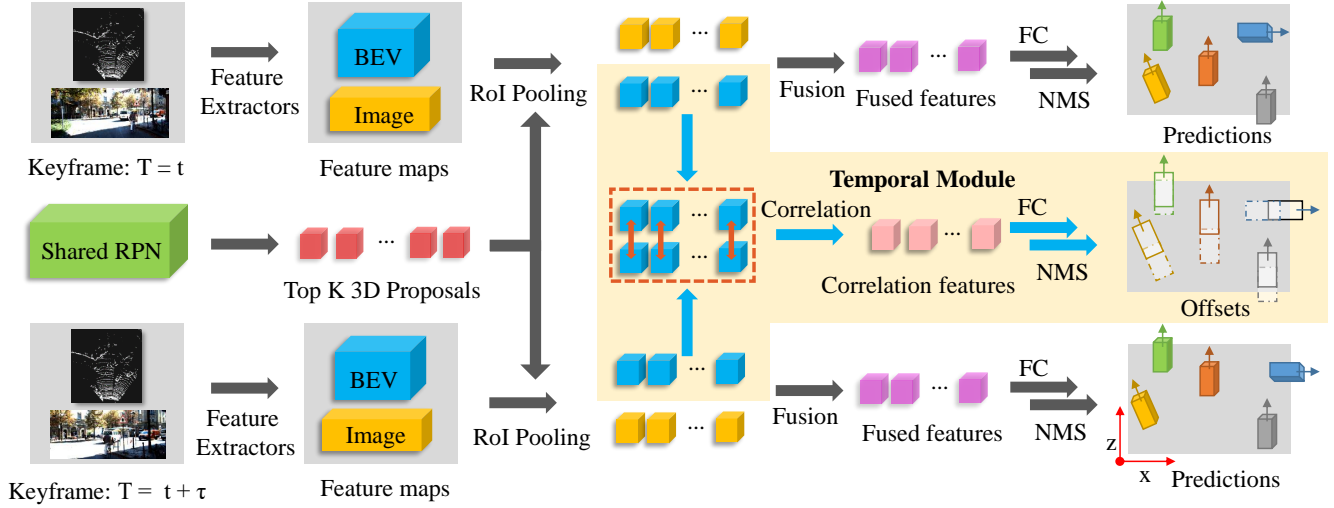 BEV
Image
Feature
Extractors
RoI Pooling
Feature maps
Keyframe: T = t
...
...
Fusion
...
Fused features
FC
NMS
Predictions
Shared RPN
...
Top K 3D Proposals
...
...
Temporal Module
Correlation
...
Correlation features
FC
NMS
Offsets
BEV
Image
Feature
Extractors
RoI Pooling
Feature maps
Keyframe: T = t + τ
...
...
Fusion
...
Fused features
FC
NMS
z
x
Predictions